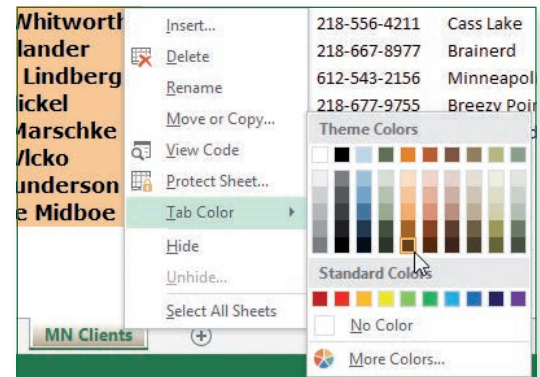 Whitworth
lander
Lindberg
ickel
Marschke
Vlcko
underson
e Midboe
Insert...
Delete
Rename
Move or Copy...
View Code
Protect Sheet...
Tab Color
Hide
Unhide...
Select All Sheets
218-556-4211 Cass Lake
218-667-8977 Brainerd
612-543-2156 Minneapoli
218-677-9755 Breezy Poin
Theme Colors
Standard Colors
No Color
More Colors...
MN Clients